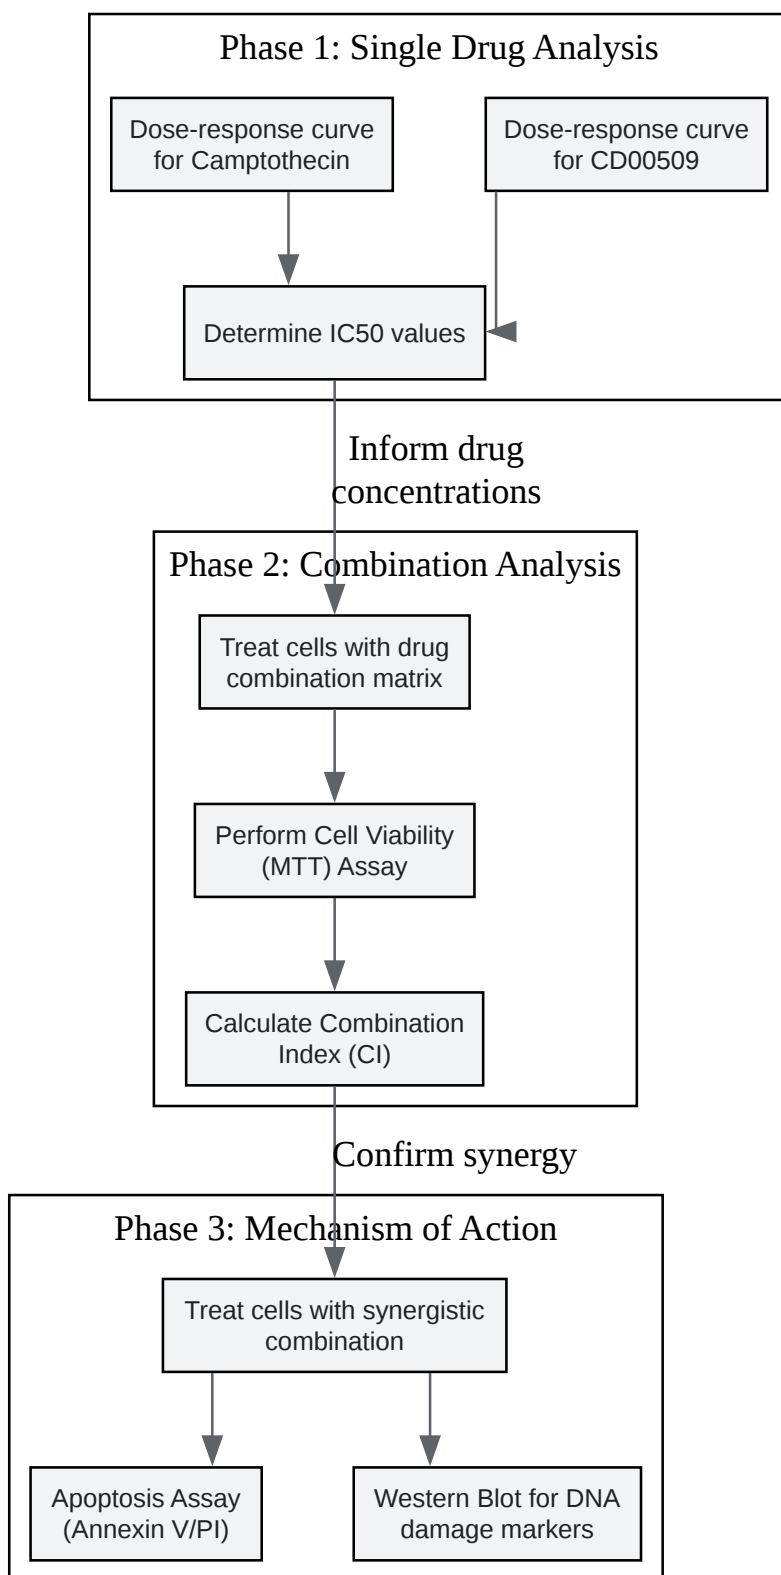 Phase 1: Single Drug Analysis
Dose-response curve
for Camptothecin
Dose-response curve
for CD00509
Determine IC50 values
Inform drug
concentrations
Phase 2: Combination Analysis
Treat cells with drug
combination matrix
Perform Cell Viability
(MTT) Assay
Calculate Combination
Index (CI)
Confirm synergy
Phase 3: Mechanism of Action
Treat cells with synergistic
combination
Apoptosis Assay
(Annexin V/PI)
Western Blot for DNA
damage markers